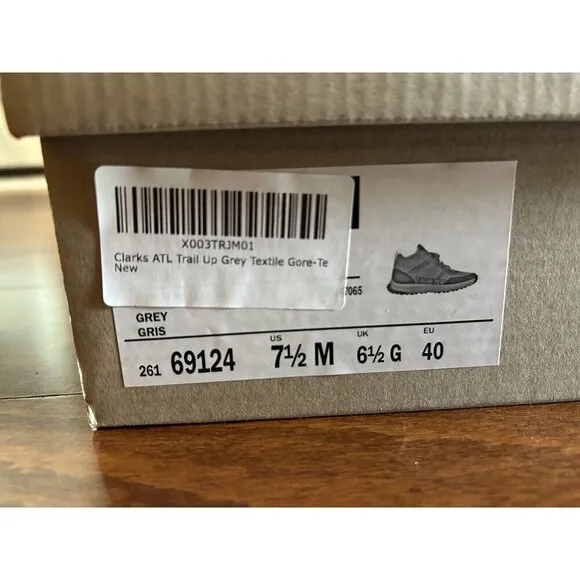 X003TRJM01
Clarks ATL Trail Up Grey Textile Gore-Te
New
7065
GREY
GRIS
US UK EU
261 69124 7½ M 6½ G 40